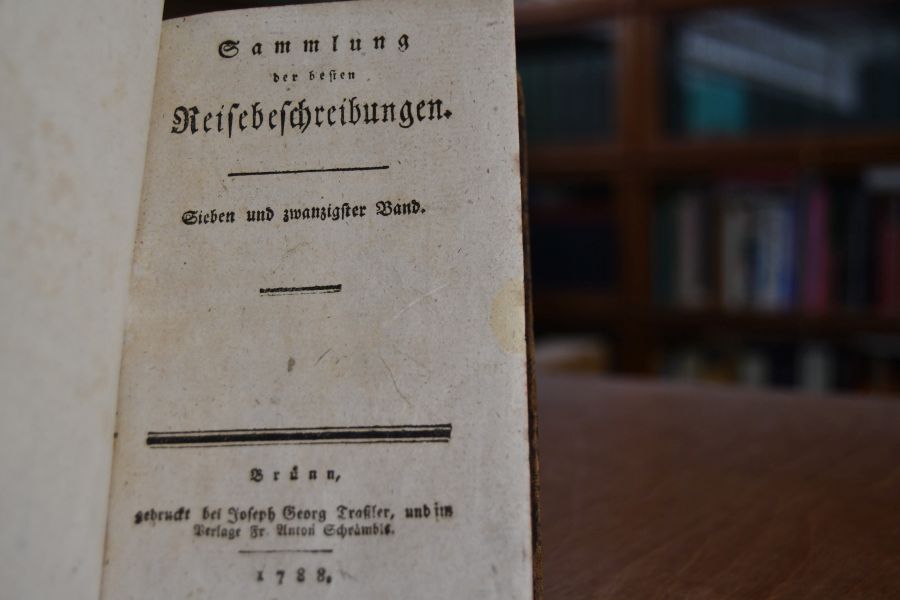 Sammlung
der besten
Reisebeschreibungen.
Sieben und zwanzigster Band.
Brünn,
gedruckt bei Joseph Georg Traßler, und im
Verlage Fr. Anton Schrämbls.
1788.